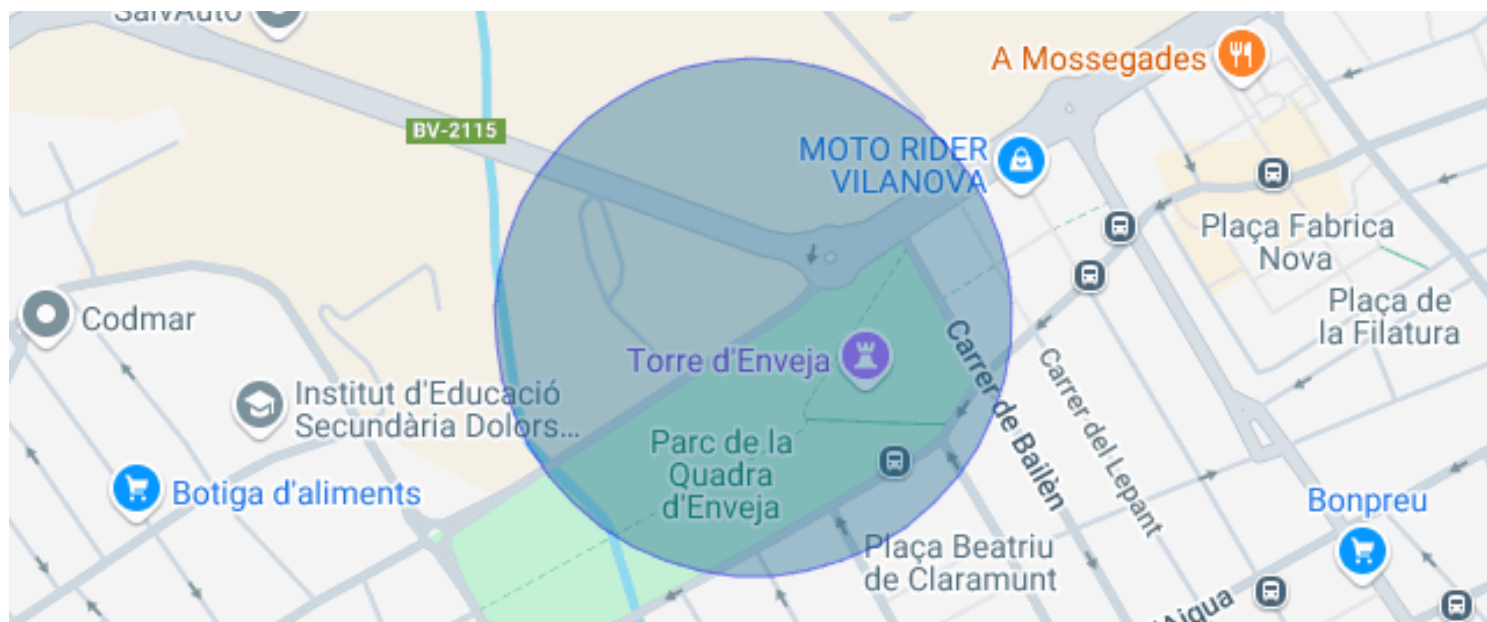 SalvAuto
A Mossegades
BV-2115
MOTO RIDER
VILANOVA
Plaça Fabrica
Nova
Plaça de
la Filatura
Codmar
Carrer de Bailèn
Carrer del Lepant
Torre d'Enveja
Institut d'Educació
Secundària Dolors...
Parc de la
Quadra
d'Enveja
Botiga d'aliments
Bonpreu
Plaça Beatriu
de Claramunt
l'Aigua